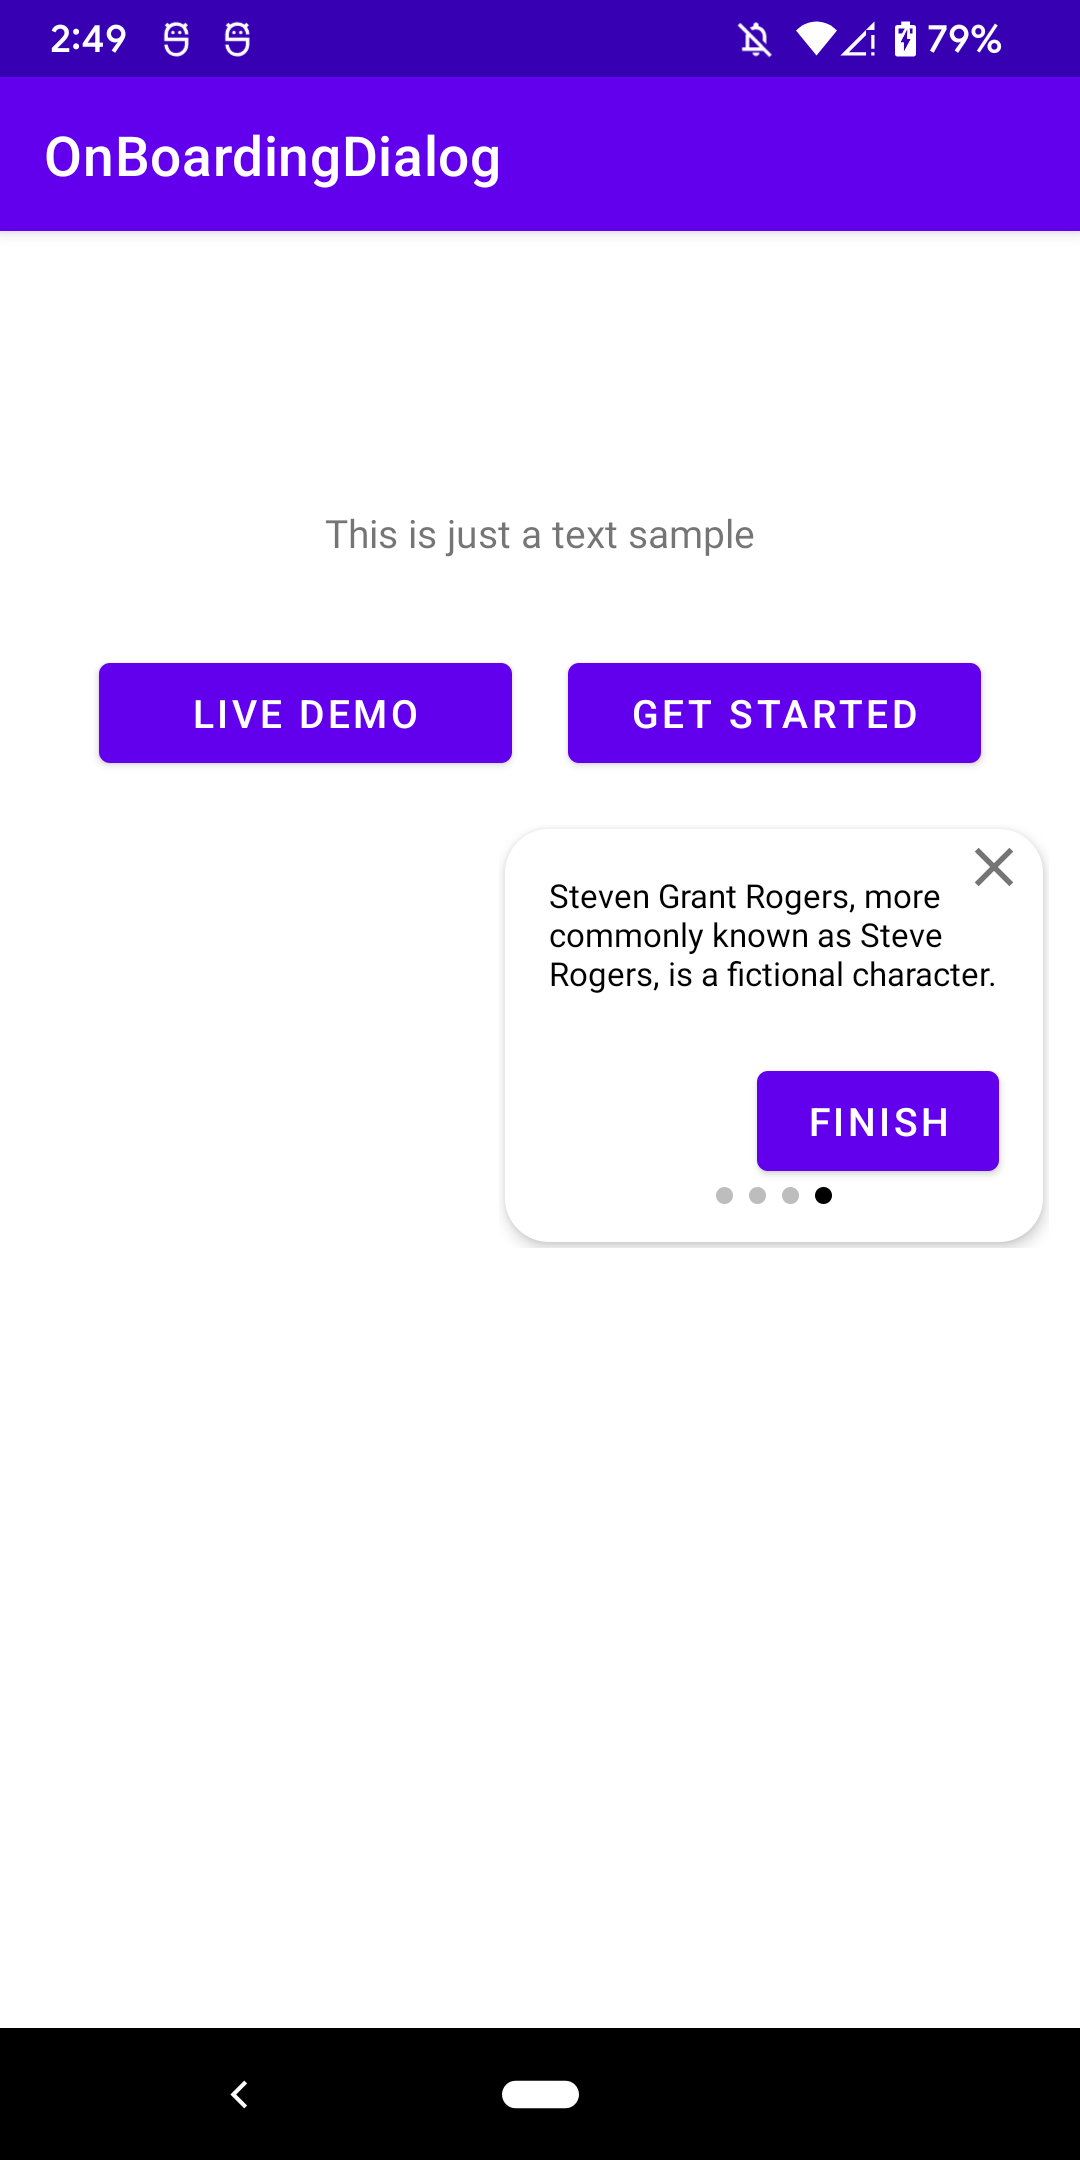 2:49
79%
OnBoardingDialog
This is just a text sample
LIVE DEMO
GET STARTED
Steven Grant Rogers, more
commonly known as Steve
Rogers, is a fictional character.
FINISH